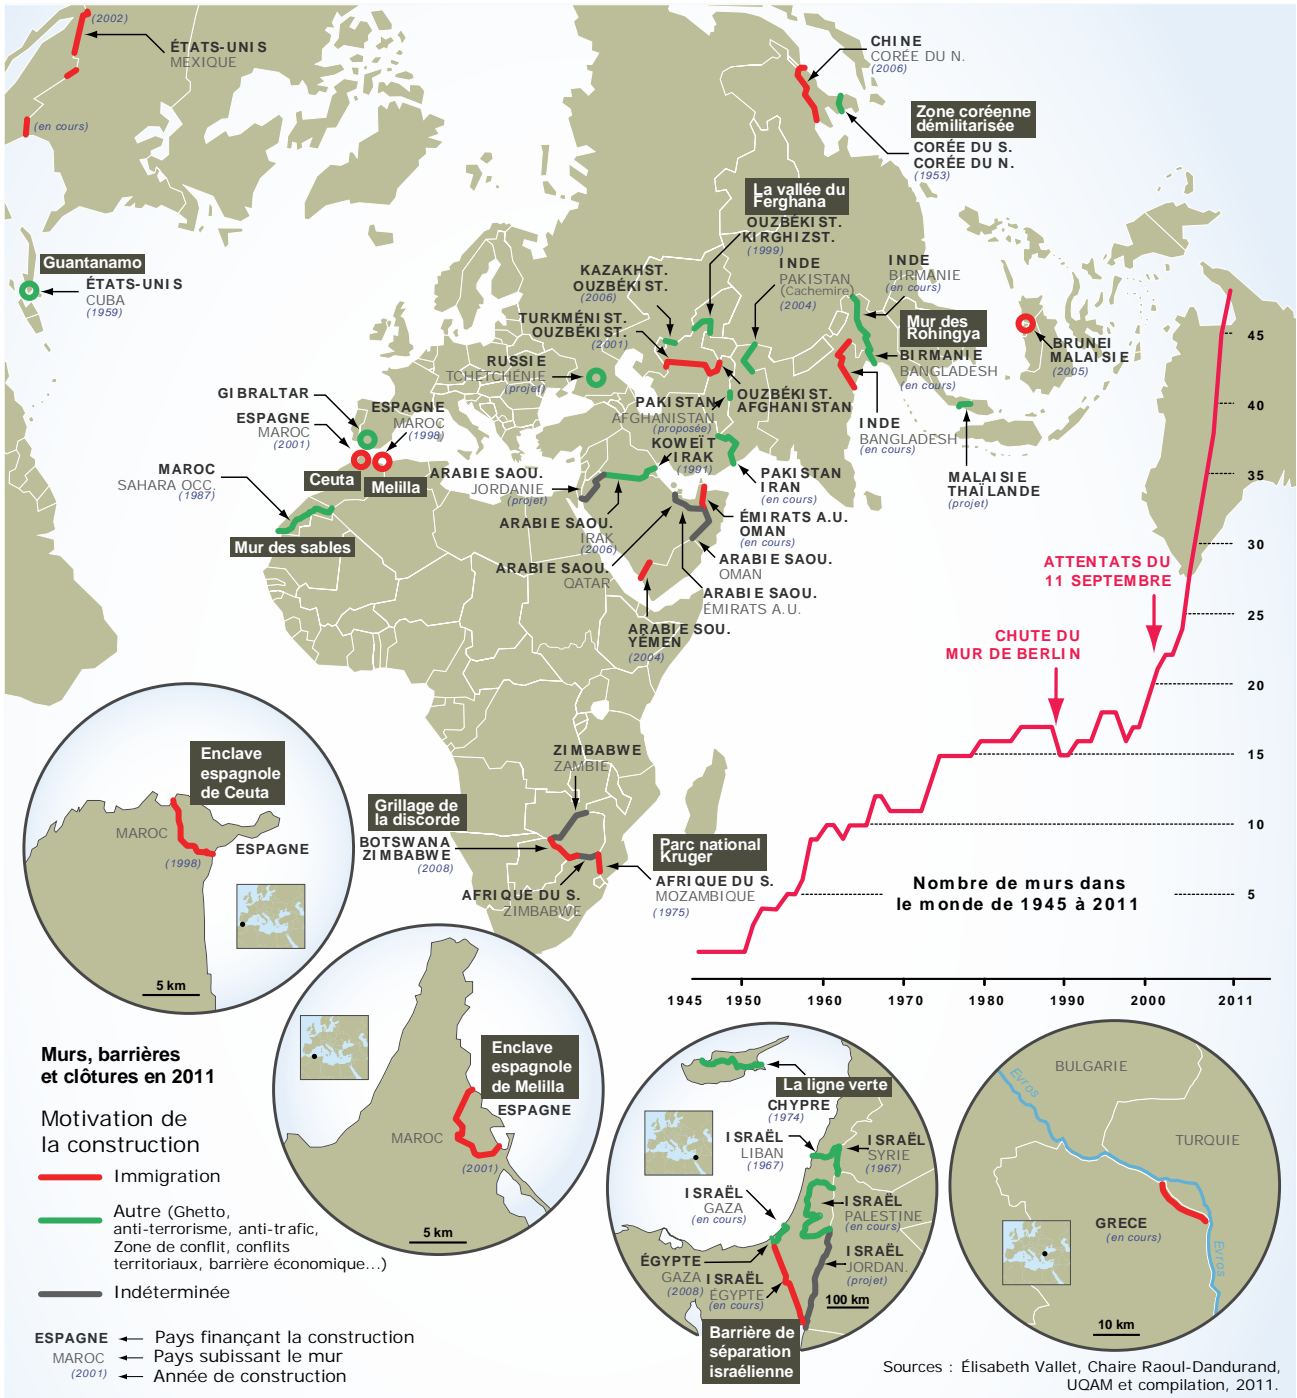 (2002)
ÉTATS-UNIS
MEXIQUE
(en cours)
CHINE
CORÉE DU N.
(2006)
Zone coréenne
démilitarisée
CORÉE DU S.
CORÉE DU N.
(1953)
La vallée du
Ferghana
OUZBÉKIST.
KIRGHIZST.
(1999)
Guantanamo
ÉTATS-UNIS
CUBA
(1959)
KAZAKHST.
OUZBÉKIST.
(2006)
INDE
PAKISTAN
(Cachemire)
(2004)
INDE
BIRMANIE
(en cours)
TURKMÉNIST.
OUZBÉKIST.
(2001)
Mur des
Rohingya
BIRMANIE
BANGLADESH
(en cours)
BRUNEI
MALAISIE
(2005)
RUSSIE
TCHÉTCHÉNIE
(projet)
OUZBÉKIST.
AFGHANISTAN
PAKISTAN
AFGHANISTAN
(proposée)
GIBRALTAR
ESPAGNE
MAROC
(2001)
ESPAGNE
MAROC
(1998)
Ceuta
Melilla
INDE
BANGLADESH
(en cours)
KOWEÏT
IRAK
(1991)
MAROC
SAHARA OCC.
(1987)
Mur des sables
ARABIE SAOU.
JORDANIE
(projet)
PAKISTAN
IRAN
(en cours)
MALAISIE
THAÏLANDE
(projet)
ARABIE SAOU.
IRAK
(2006)
ÉMIRATS A.U.
OMAN
(en cours)
ARABIE SAOU.
QATAR
ARABIE SAOU.
OMAN
ARABIE SAOU.
ÉMIRATS A.U.
ARABIE SOU.
YÉMEN
(2004)
ATTENTATS DU
11 SEPTEMBRE
CHUTE DU
MUR DE BERLIN
45
40
35
30
25
20
15
10
5
Nombre de murs dans
le monde de 1945 à 2011
1945
1950
1960
1970
1980
1990
2000
2011
ZIMBABWE
ZAMBIE
Grillage de
la discorde
BOTSWANA
ZIMBABWE
(2008)
Parc national
Kruger
AFRIQUE DU S.
MOZAMBIQUE
(1975)
AFRIQUE DU S.
ZIMBABWE
Enclave
espagnole
de Ceuta
MAROC
ESPAGNE
(1998)
5 km
Enclave
espagnole
de Melilla
ESPAGNE
MAROC
(2001)
5 km
La ligne verte
CHYPRE
(1974)
ISRAËL
LIBAN
(1967)
ISRAËL
SYRIE
(1967)
ISRAËL
GAZA
(en cours)
ISRAËL
PALESTINE
(en cours)
ÉGYPTE
GAZA
(2008)
ISRAËL
ÉGYPTE
(en cours)
ISRAËL
JORDAN.
(projet)
100 km
Barrière de
séparation
israélienne
BULGARIE
Evros
TURQUIE
GRECE
(en cours)
Evros
10 km
Murs, barrières
et clôtures en 2011
Motivation de
la construction
Immigration
Autre (Ghetto,
anti-terrorisme, anti-trafic,
Zone de conflit, conflits
territoriaux, barrière économique...)
Indéterminée
ESPAGNE Pays finançant la construction
MAROC Pays subissant le mur
(2001) Année de construction
Sources : Élisabeth Vallet, Chaire Raoul-Dandurand,
UQAM et compilation, 2011.